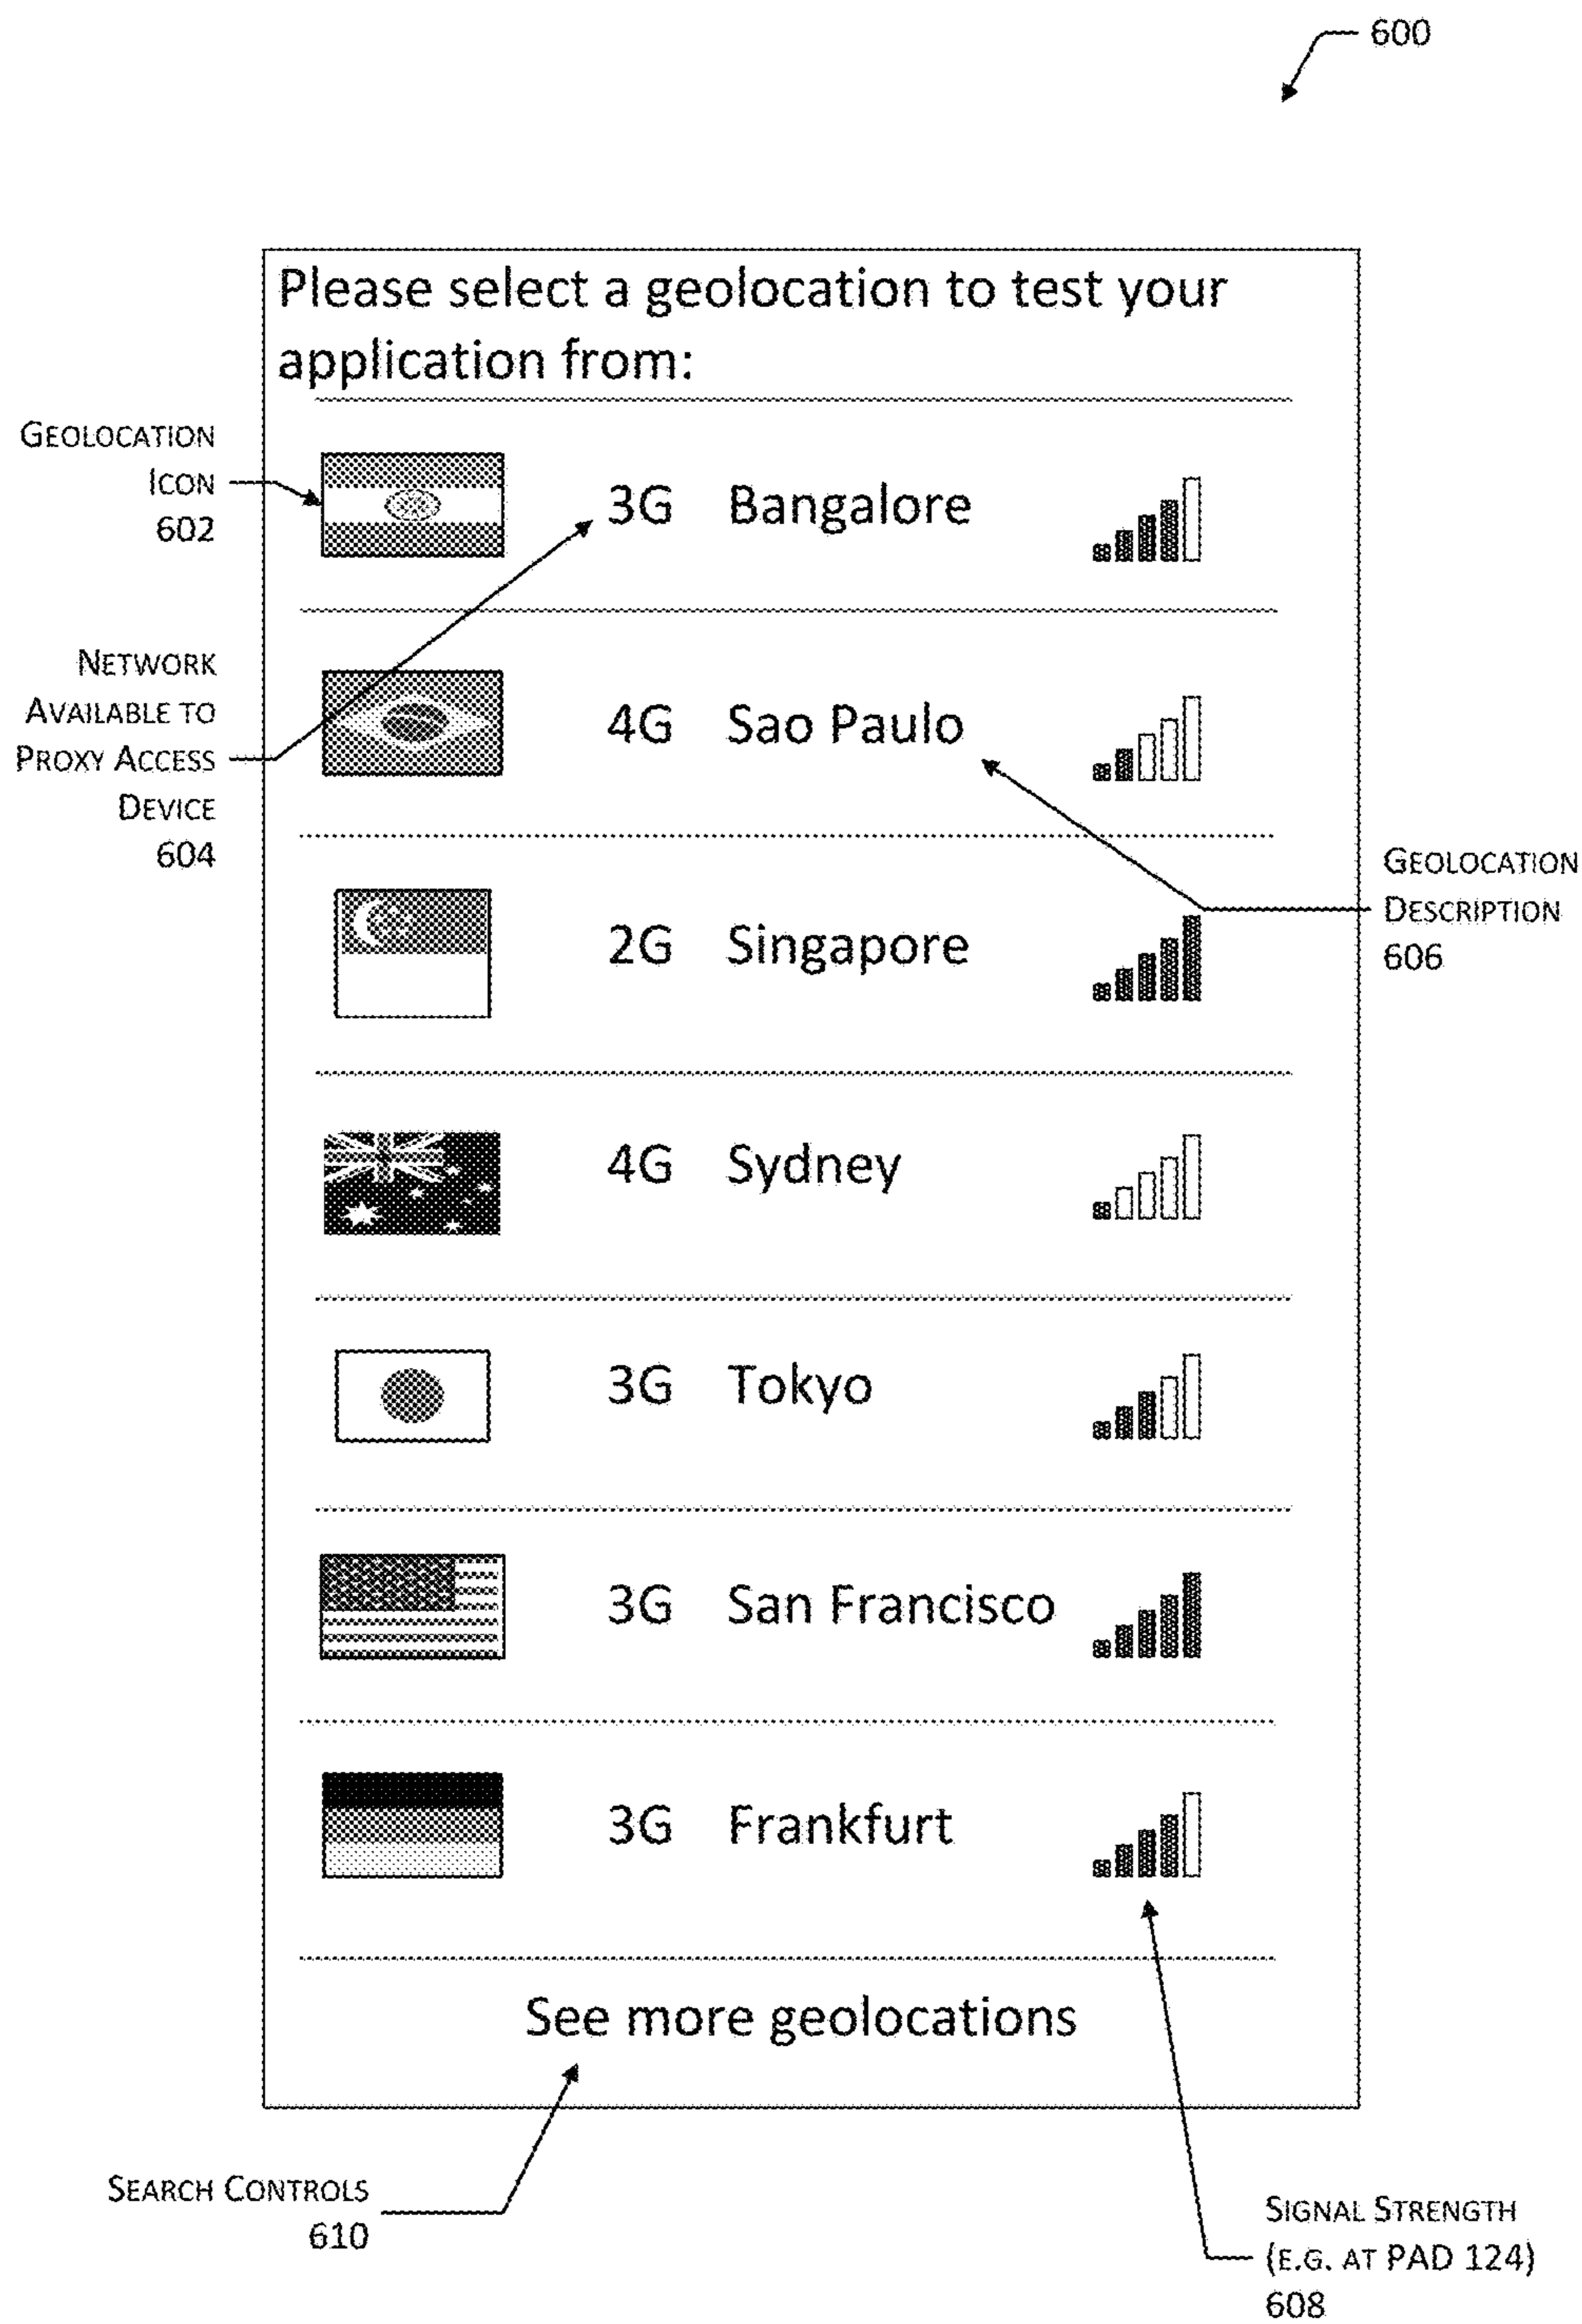 600
Please select a geolocation to test your
application from:
GEOLOCATION
ICON
602
3G Bangalore
NETWORK
AVAILABLE TO
PROXY ACCESS
DEVICE
604
4G Sao Paulo
GEOLOCATION
DESCRIPTION
606
2G Singapore
4G Sydney
3G Tokyo
3G San Francisco
3G Frankfurt
See more geolocations
SEARCH CONTROLS
610
SIGNAL STRENGTH
(E.G. AT PAD 124)
608